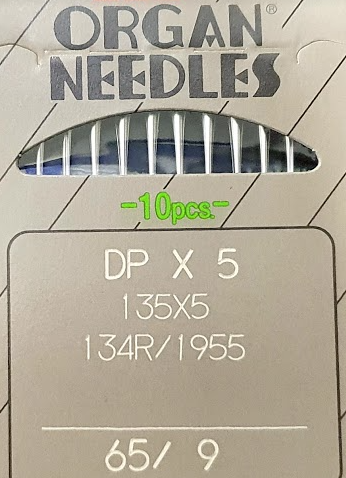 ORGAN®
NEEDLES
-10pcs.-
DP X 5
135X5
134R/1955
65/ 9